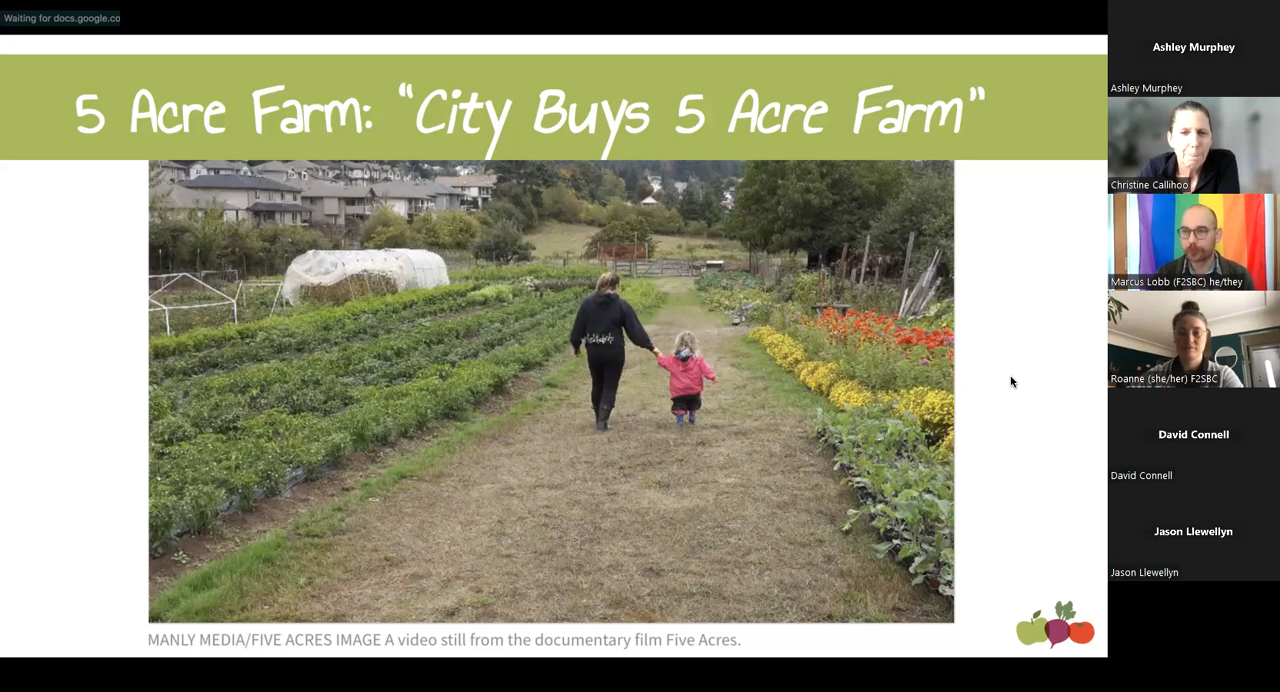 Waiting for docs.google.co
5 Acre Farm: "City Buys 5 Acre Farm"
MANLY MEDIA/FIVE ACRES IMAGE A video still from the documentary film Five Acres.
Ashley Murphey
Ashley Murphey
Christine Callihoo
Marcus Lobb (F2SBC) he/they
Roanne (she/her) F2SBC
David Connell
David Connell
Jason Llewellyn
Jason Llewellyn